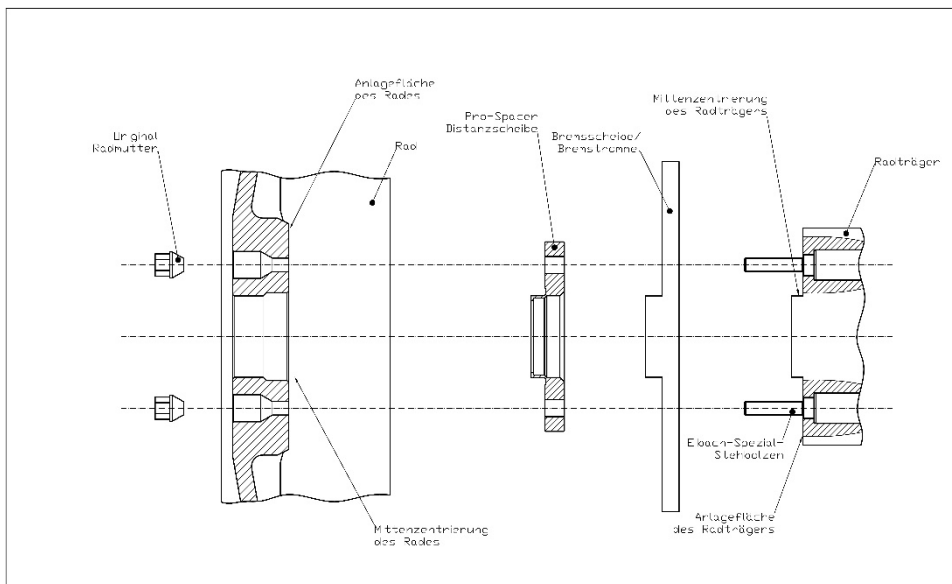 Anlagefläche
des Rades
Original
Radmutter
Rad
Pro-Spacer
Distanzscheibe
Bremsscheibe/
Bremstrommel
Mittenzentrierung
des Radträgers
Radträger
Mittenzentrierung
des Rades
Eibach-Spezial-
Stehbolzen
Anlagefläche
des Radträgers